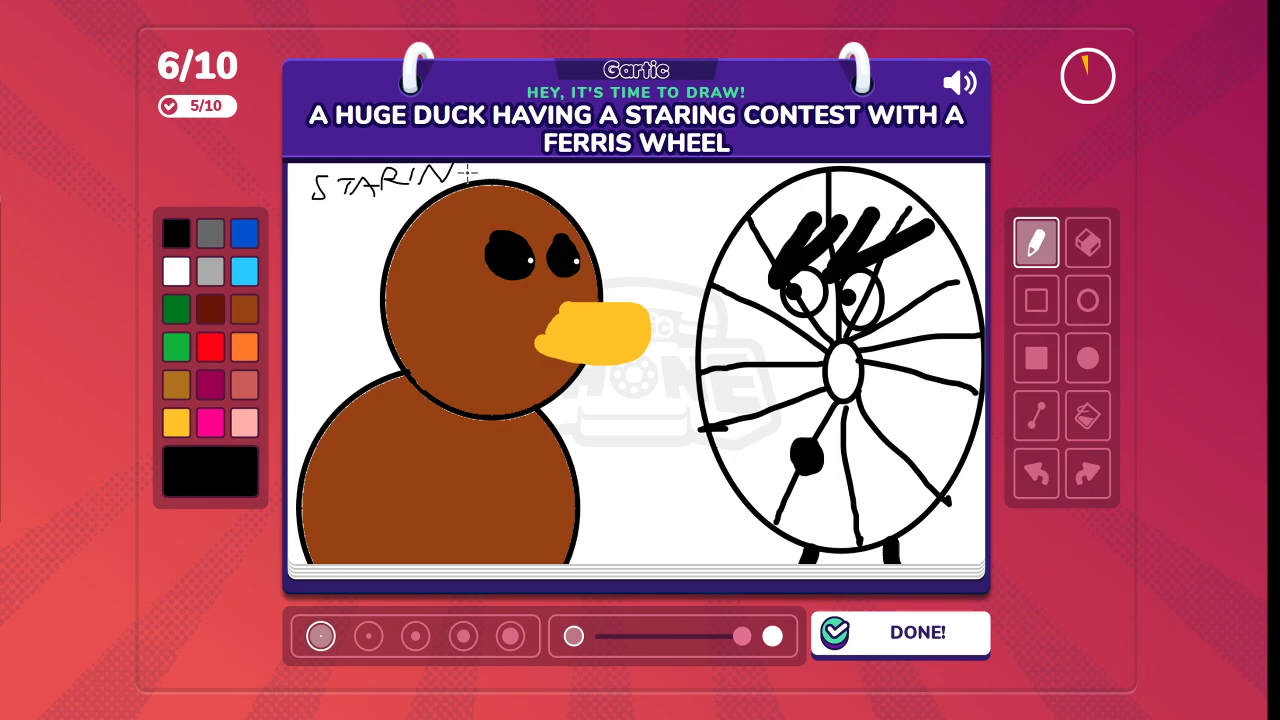 6/10
5/10
Gartic
HEY, IT'S TIME TO DRAW!
A HUGE DUCK HAVING A STARING CONTEST WITH A
FERRIS WHEEL
STARIN
HONE
DONE!